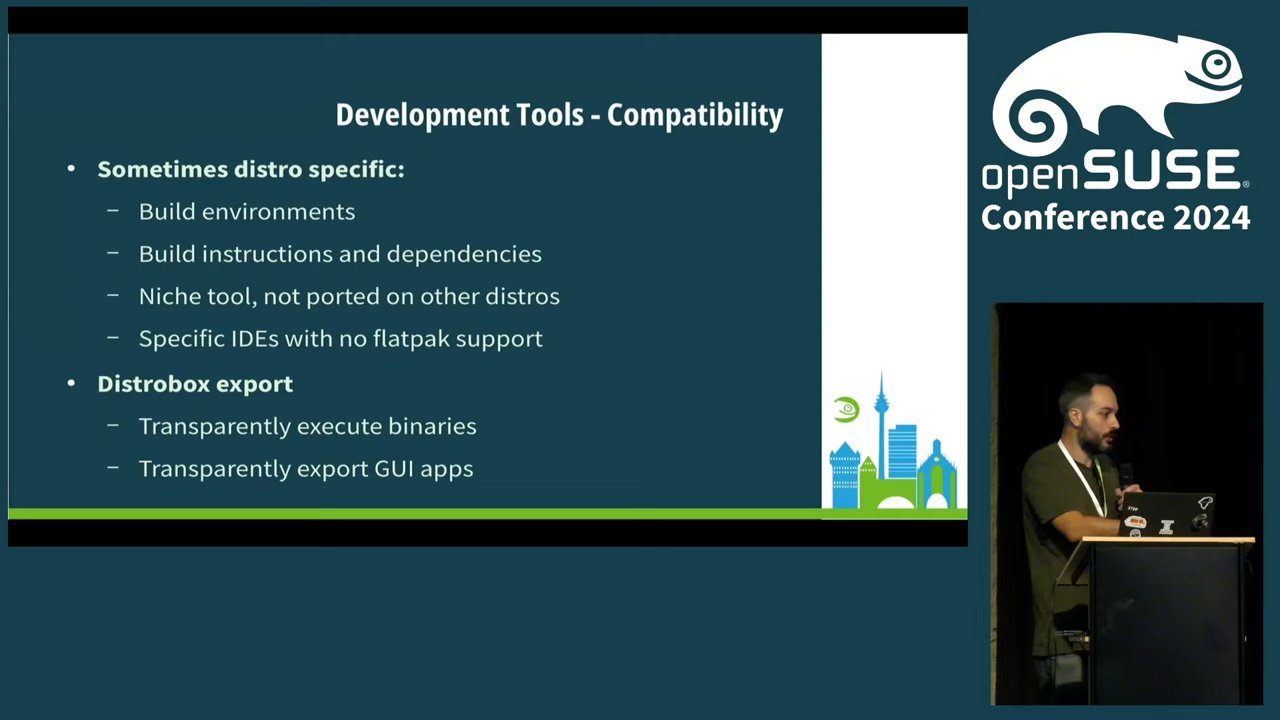 Development Tools - Compatibility
• Sometimes distro specific:
– Build environments
– Build instructions and dependencies
– Niche tool, not ported on other distros
– Specific IDEs with no flatpak support
• Distrobox export
– Transparently execute binaries
– Transparently export GUI apps
openSUSE®
Conference 2024